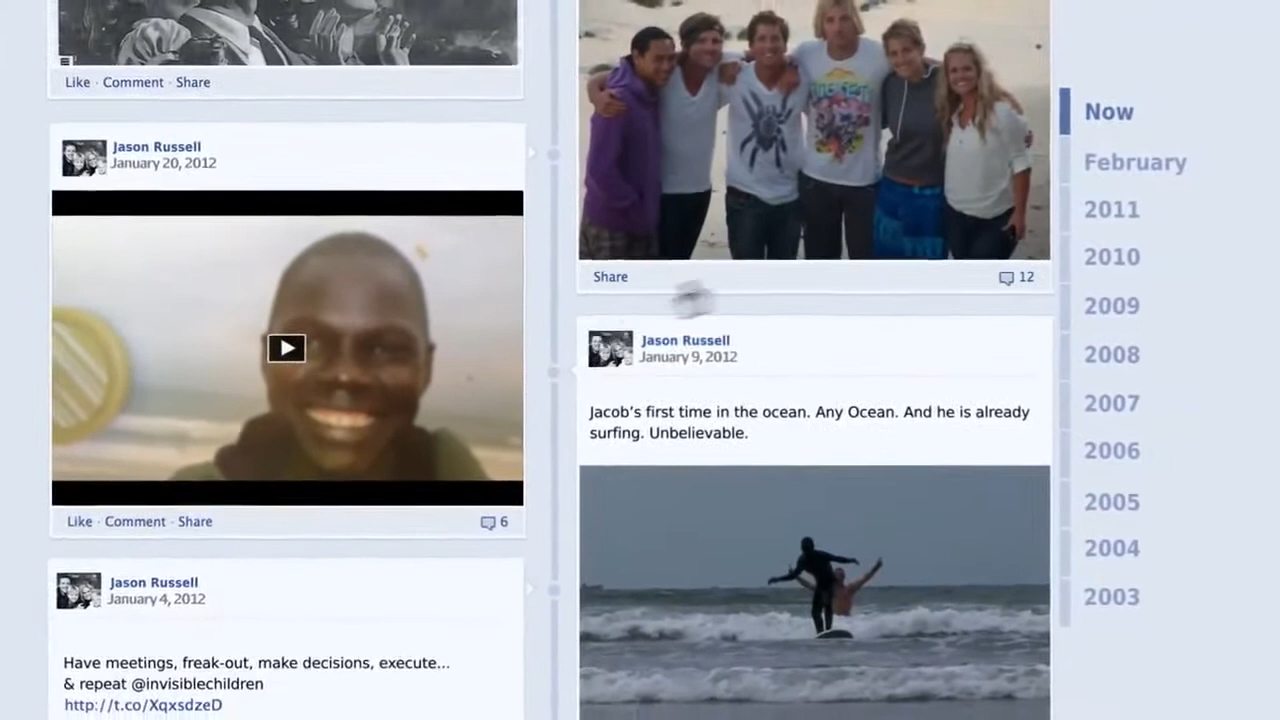 Like · Comment · Share
Jason Russell
January 20, 2012
Like · Comment · Share
6
Jason Russell
January 4, 2012
Have meetings, freak-out, make decisions, execute...
& repeat @invisiblechildren
http://t.co/XqxsdzeD
Share
12
Jason Russell
January 9, 2012
Jacob's first time in the ocean. Any Ocean. And he is already
surfing. Unbelievable.
Now
February
2011
2010
2009
2008
2007
2006
2005
2004
2003